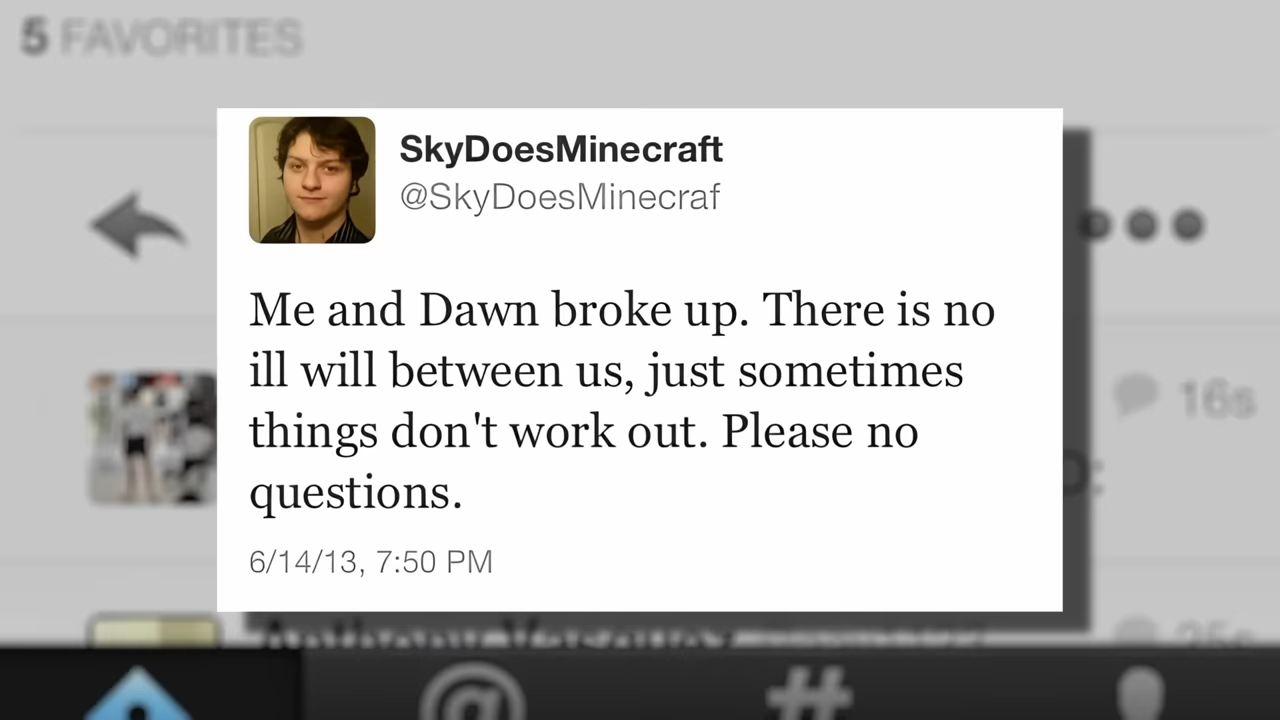 5 FAVORITES
SkyDoesMinecraft
@SkyDoesMinecraf
Me and Dawn broke up. There is no
ill will between us, just sometimes
things don't work out. Please no
questions.
6/14/13, 7:50 PM
16s
25s
@
#